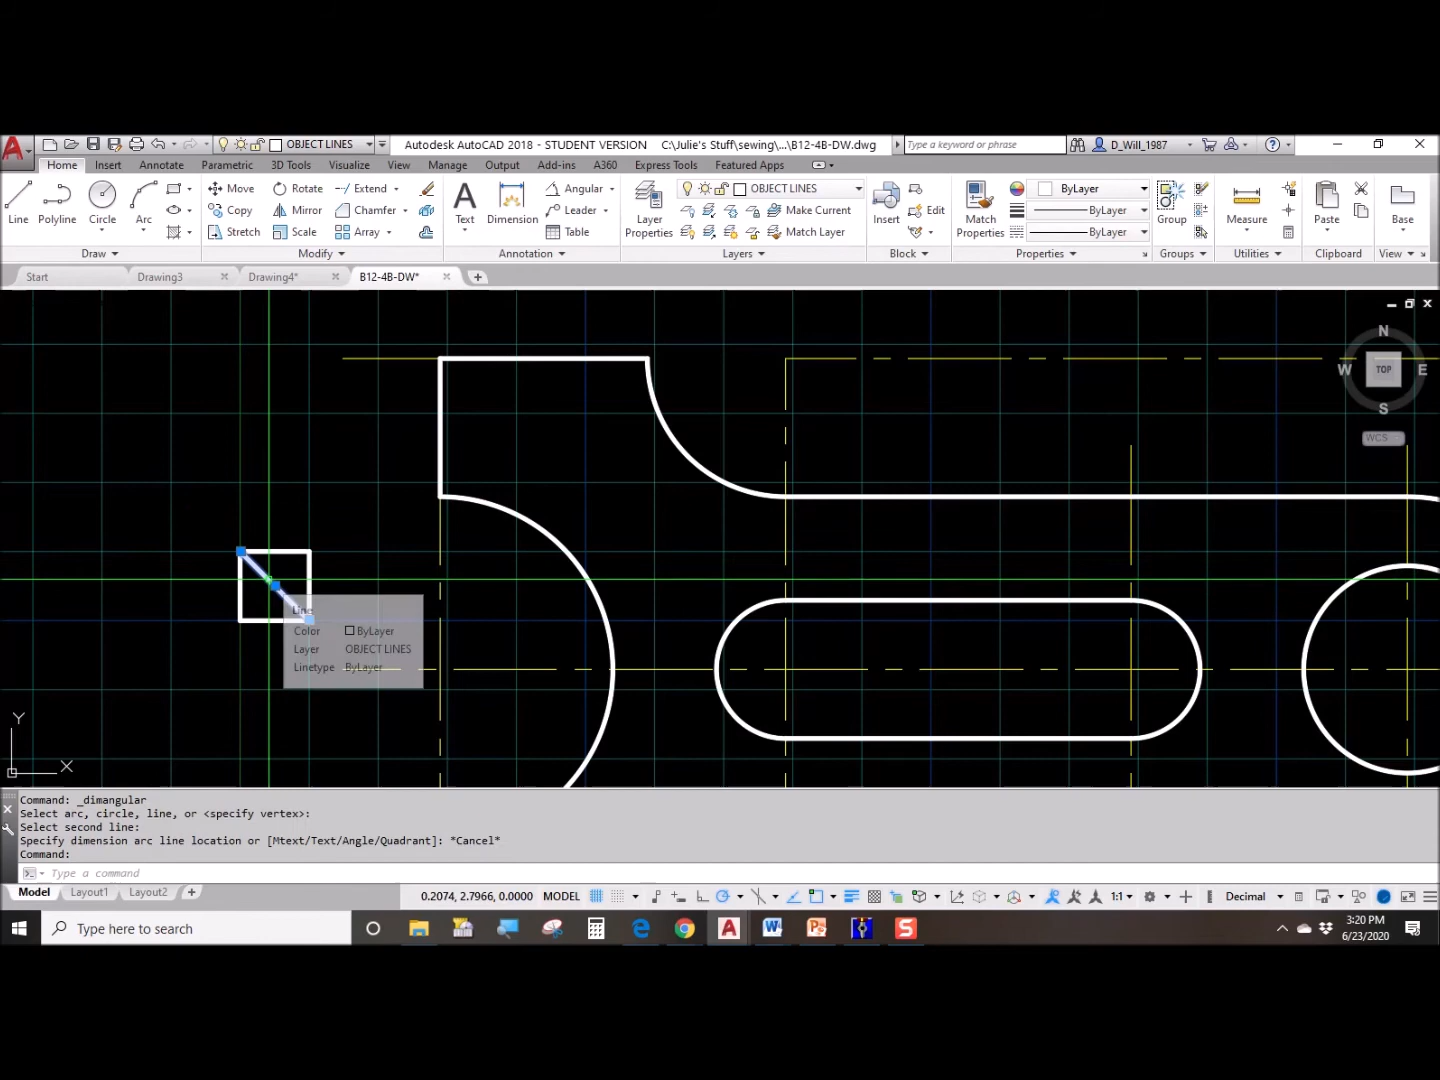 OBJECT LINES
Autodesk AutoCAD 2018 - STUDENT VERSION
C:\Julie's Stuff\sewing\...\B12-4B-DW.dwg
Type a keyword or phrase
D_Will_1987
Home Insert Annotate Parametric 3D Tools Visualize View Manage Output Add-ins A360 Express Tools Featured Apps
Line
Polyline
Circle
Arc
Draw
Move Rotate Extend
Copy Mirror Chamfer
Stretch Scale Array
Modify
Text
Dimension
Angular
Leader
Table
Annotation
Layer
Properties
OBJECT LINES
Make Current
Match Layer
Layers
Insert
Edit
Block
Match
Properties
ByLayer
ByLayer
ByLayer
Properties
Group
Groups
Measure
Utilities
Paste
Clipboard
Base
View
Start Drawing3 Drawing4* B12-4B-DW*
N
W TOP E
S
WCS
Line
Color ByLayer
Layer OBJECT LINES
Linetype ByLayer
Y
X
Command: _dimangular
Select arc, circle, line, or <specify vertex>:
Select second line:
Specify dimension arc line location or [Mtext/Text/Angle/Quadrant]: *Cancel*
Command:
Type a command
Model Layout1 Layout2
0.2074, 2.7966, 0.0000 MODEL
1:1
Decimal
Type here to search
3:20 PM
6/23/2020